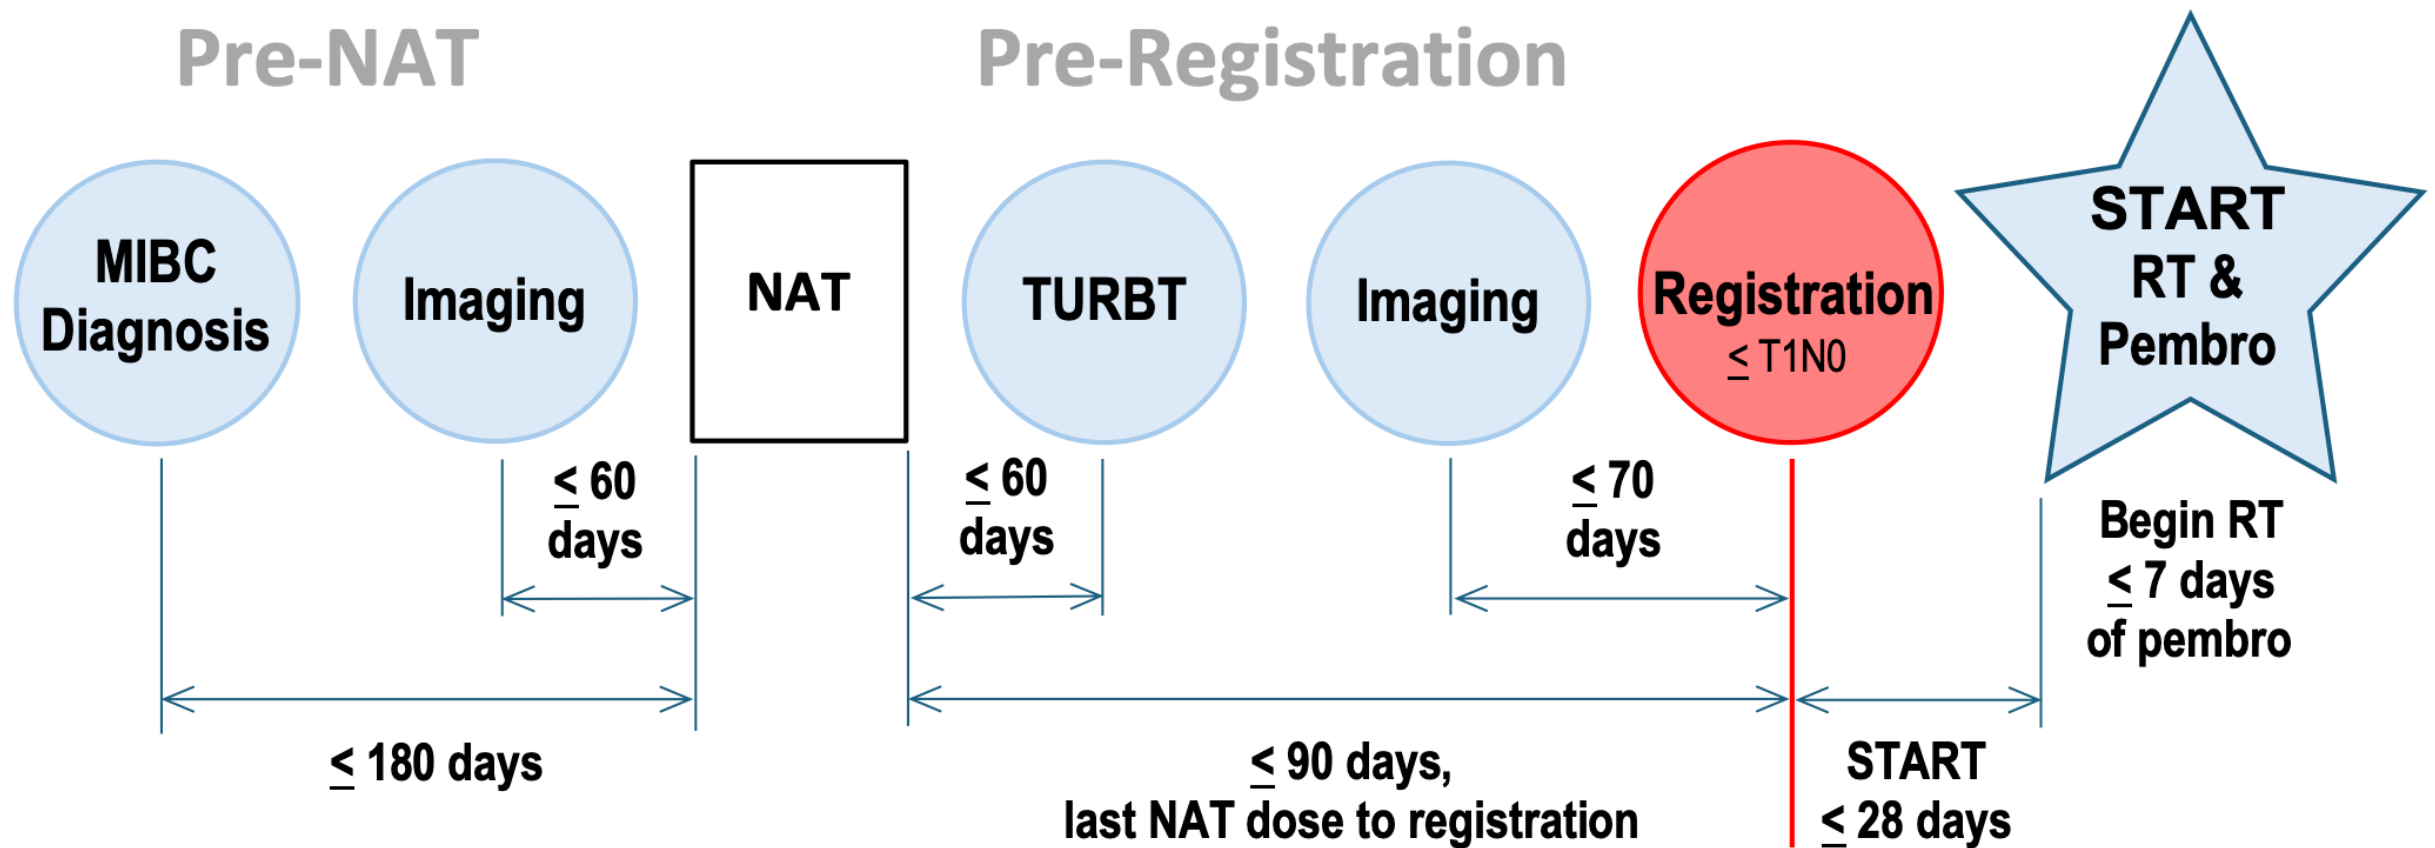 Pre-NAT
Pre-Registration
MIBC
Diagnosis
Imaging
NAT
TURBT
Imaging
Registration
≤ T1N0
START
RT &
Pembro
≤ 60
days
≤ 60
days
≤ 70
days
Begin RT
≤ 7 days
of pembro
≤ 180 days
≤ 90 days,
last NAT dose to registration
START
≤ 28 days